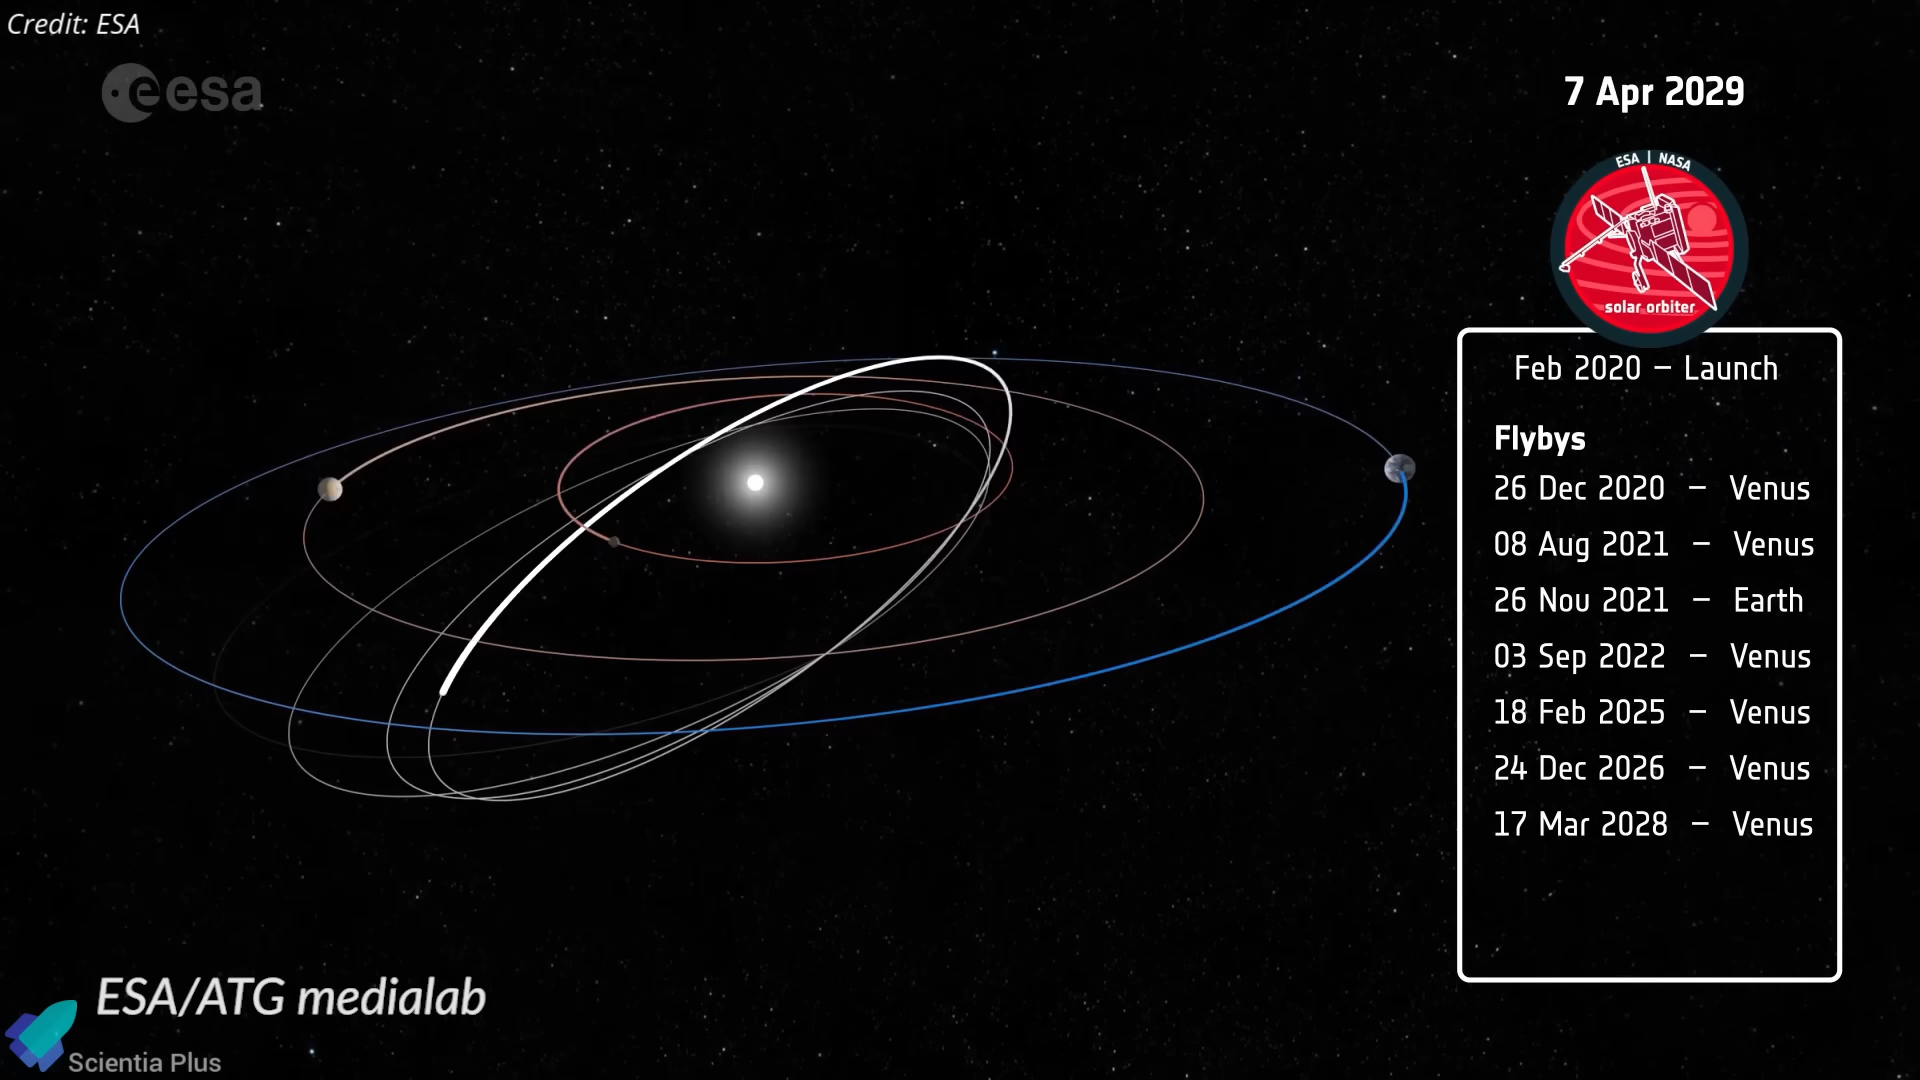 Credit: ESA
esa
7 Apr 2029
ESA | NASA
solar orbiter
Feb 2020 – Launch
Flybys
26 Dec 2020 – Venus
08 Aug 2021 – Venus
26 Nov 2021 – Earth
03 Sep 2022 – Venus
18 Feb 2025 – Venus
24 Dec 2026 – Venus
17 Mar 2028 – Venus
ESA/ATG medialab
Scientia Plus